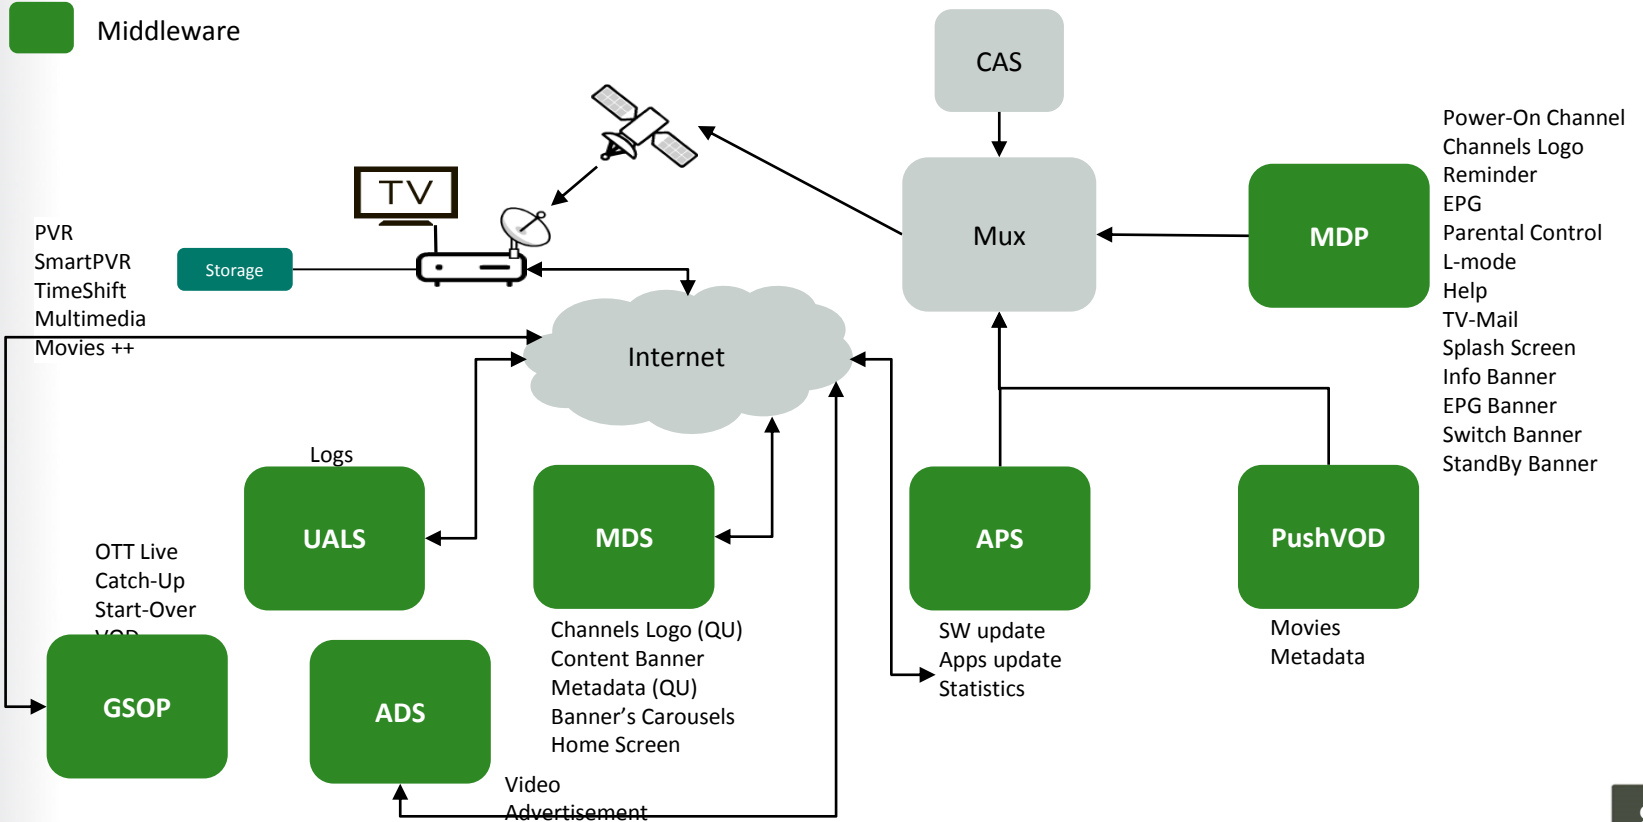 Middleware
CAS
Mux
MDP
Power-On Channel
Channels Logo
Reminder
EPG
Parental Control
L-mode
Help
TV-Mail
Splash Screen
Info Banner
EPG Banner
Switch Banner
StandBy Banner
TV
Storage
PVR
SmartPVR
TimeShift
Multimedia
Movies ++
Internet
Logs
UALS
MDS
APS
PushVOD
OTT Live
Catch-Up
Start-Over
VOD
GSOP
ADS
Channels Logo (QU)
Content Banner
Metadata (QU)
Banner's Carousels
Home Screen
SW update
Apps update
Statistics
Movies
Metadata
Video
Advertisement